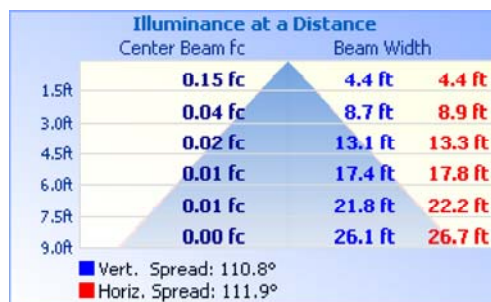 Illuminance at a Distance
Center Beam fc Beam Width
1.5ft 0.15 fc 4.4 ft 4.4 ft
3.0ft 0.04 fc 8.7 ft 8.9 ft
4.5ft 0.02 fc 13.1 ft 13.3 ft
6.0ft 0.01 fc 17.4 ft 17.8 ft
7.5ft 0.01 fc 21.8 ft 22.2 ft
9.0ft 0.00 fc 26.1 ft 26.7 ft
Vert. Spread: 110.8°
Horiz. Spread: 111.9°